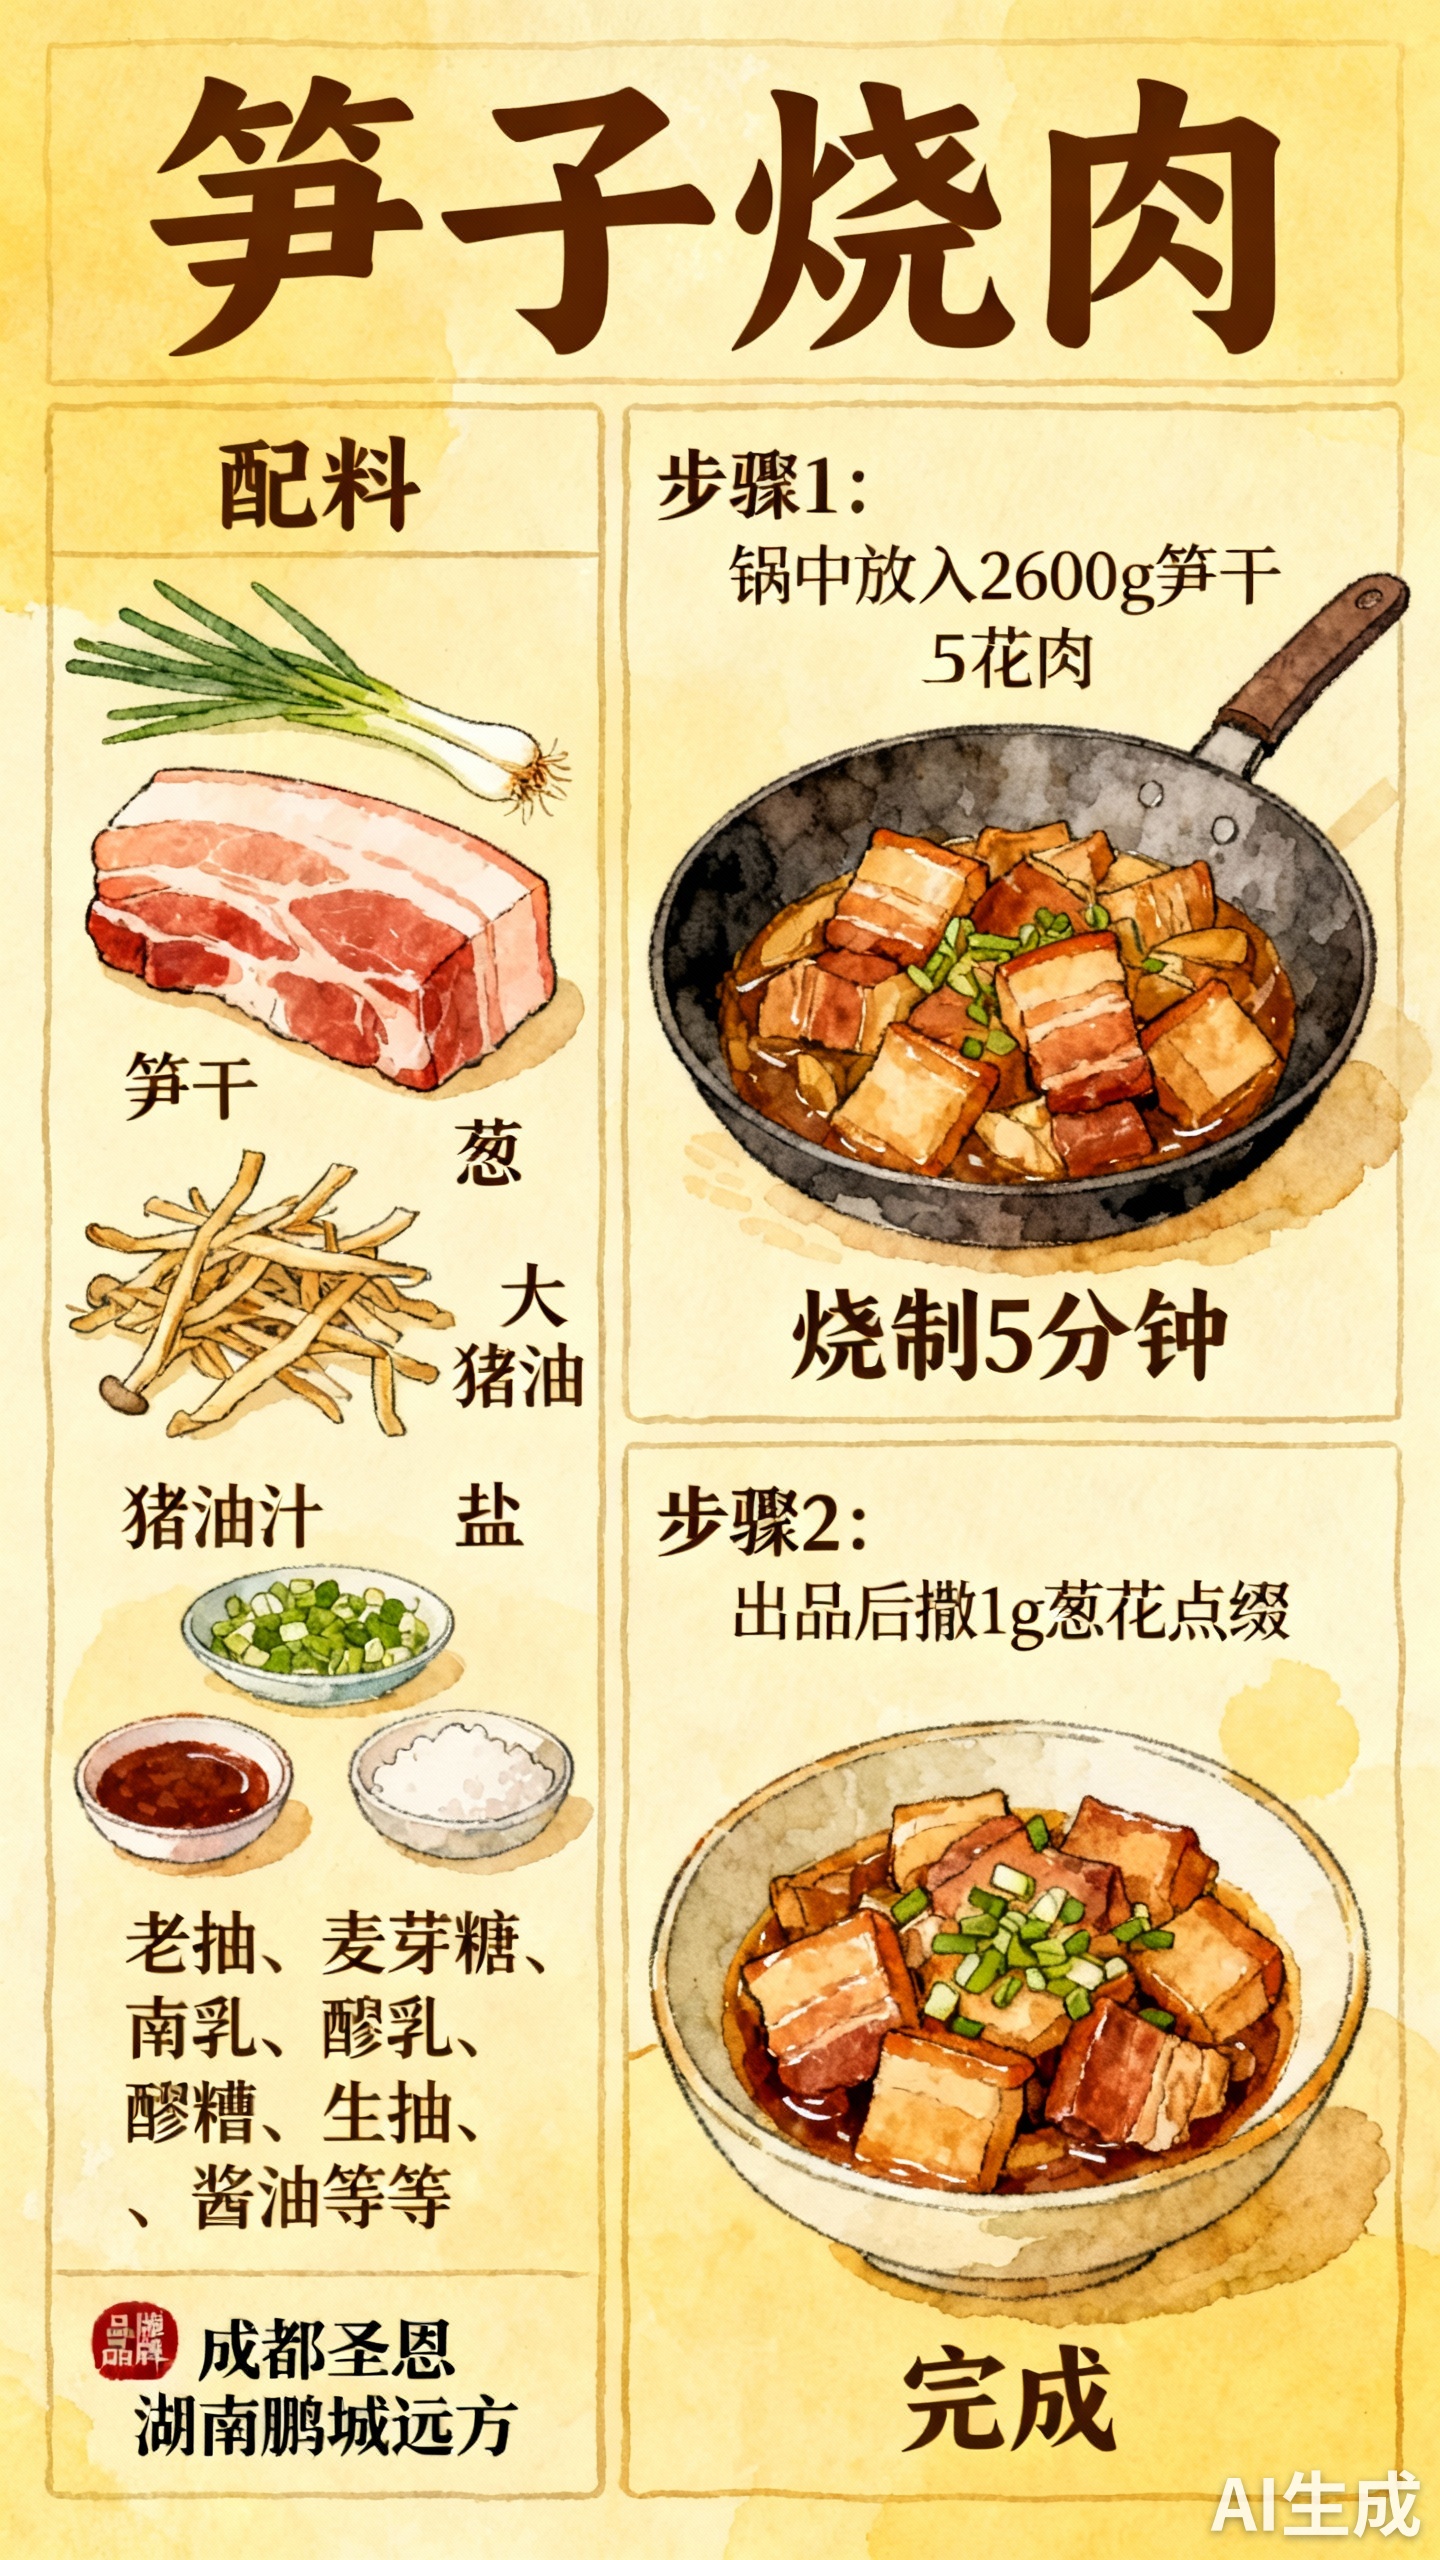 笋子烧肉
配料
笋干
葱
大
猪油
猪油汁 盐
老抽、麦芽糖、
南乳、醪乳、
醪糟、生抽、
、酱油等等
成都圣恩
湖南鹏城远方
步骤1：
锅中放入2600g笋干
5花肉
烧制5分钟
步骤2：
出品后撒1g葱花点缀
完成
AI生成